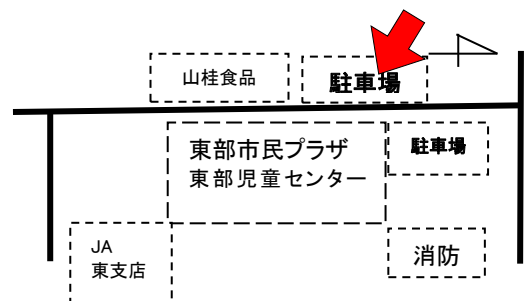 山桂食品
駐車場
東部市民プラザ
東部児童センター
駐車場
JA
東支店
消防